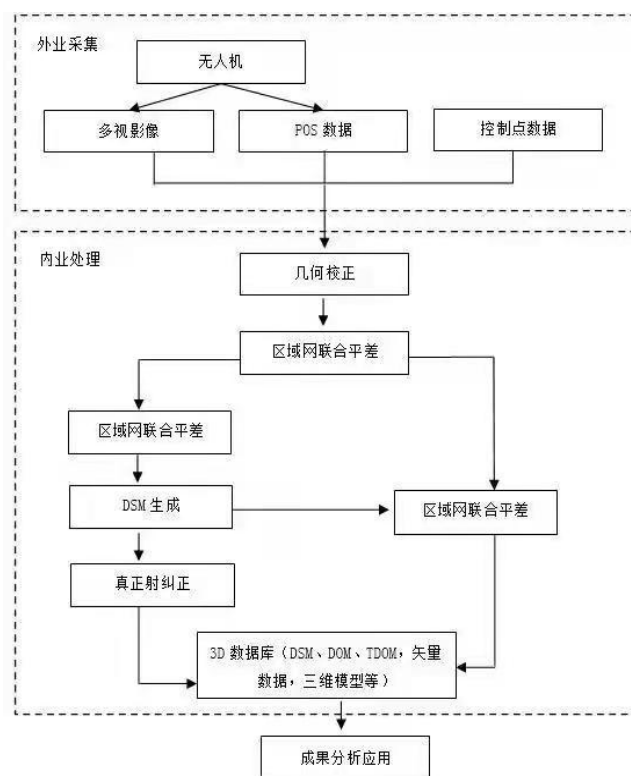 外业采集
无人机
多视影像
POS 数据
控制点数据
内业处理
几何校正
区域网联合平差
区域网联合平差
DSM 生成
区域网联合平差
真正射纠正
3D 数据库（DSM、DOM、TDOM，矢量
数据，三维模型等）
成果分析应用